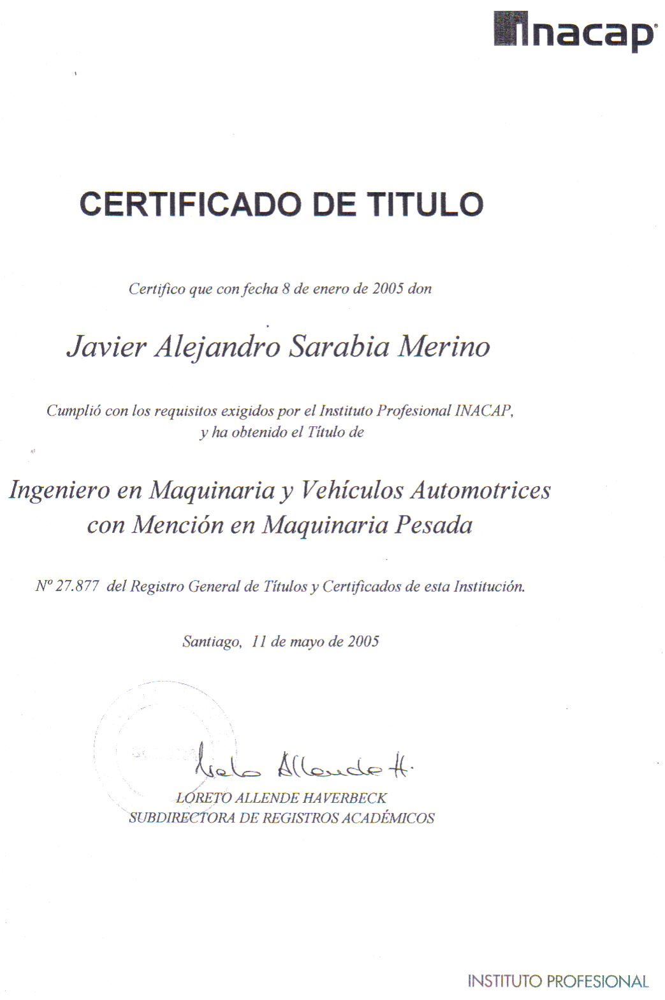 inacap®
CERTIFICADO DE TITULO
Certifico que con fecha 8 de enero de 2005 don
Javier Alejandro Sarabia Merino
Cumplió con los requisitos exigidos por el Instituto Profesional INACAP,
y ha obtenido el Título de
Ingeniero en Maquinaria y Vehículos Automotrices
con Mención en Maquinaria Pesada
Nº 27.877 del Registro General de Títulos y Certificados de esta Institución.
Santiago, 11 de mayo de 2005
Allende H.
LORETO ALLENDE HAVERBECK
SUBDIRECTORA DE REGISTROS ACADÉMICOS
INSTITUTO PROFESIONAL